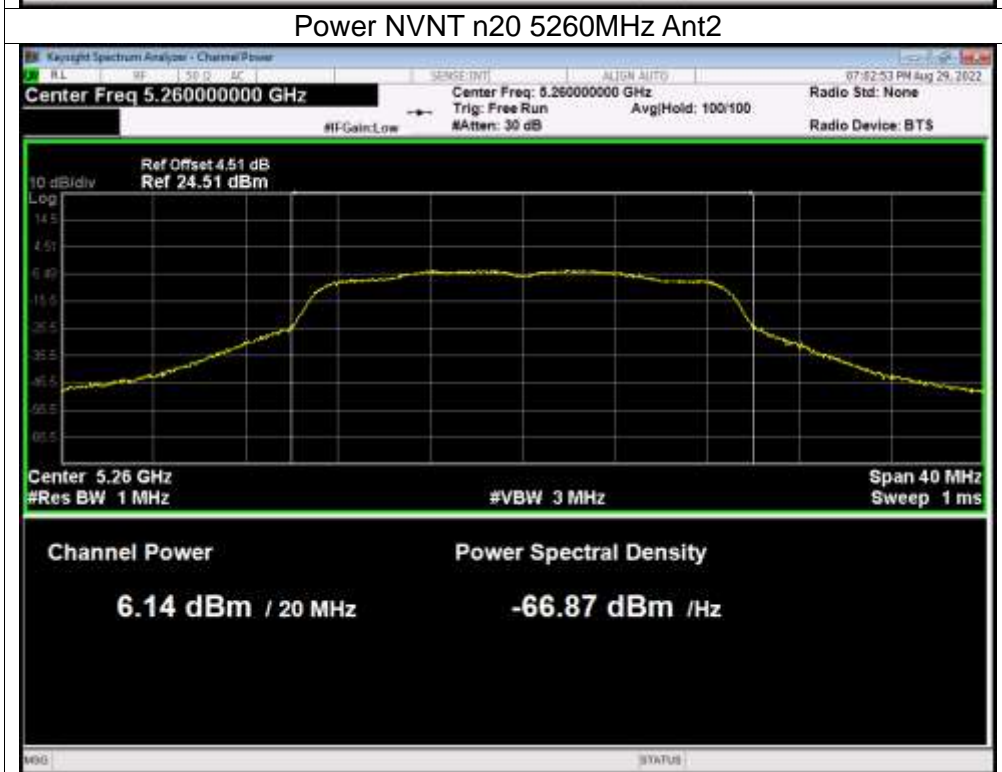 Power NVNT n20 5260MHz Ant2
Keysight Spectrum Analyzer - Channel Power
RL RF 50 Ω AC SENSE:INT ALIGN AUTO 07:02:53 PM Aug 29, 2022
Center Freq 5.260000000 GHz
Center Freq: 5.260000000 GHz
Radio Std: None
Trig: Free Run
Avg|Hold: 100/100
#IFGain:Low
#Atten: 30 dB
Radio Device: BTS
Ref Offset 4.51 dB
10 dB/div
Ref 24.51 dBm
Log
14.5
4.51
-5.49
-15.5
-25.5
-35.5
-45.5
-55.5
-65.5
Center 5.26 GHz
Span 40 MHz
#Res BW 1 MHz
#VBW 3 MHz
Sweep 1 ms
Channel Power
Power Spectral Density
6.14 dBm / 20 MHz
-66.87 dBm /Hz
MSG
STATUS